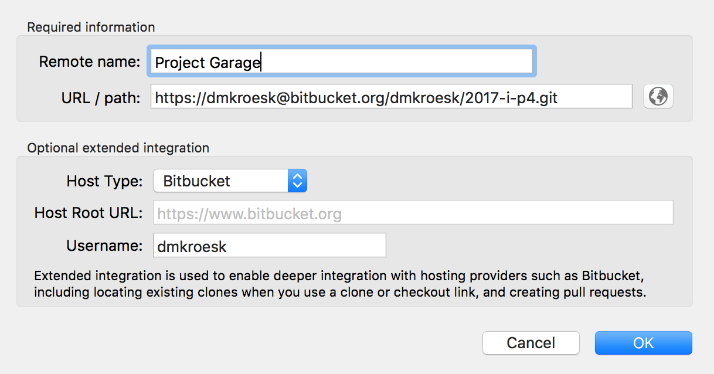 Required information
Remote name: Project Garage
URL / path: https://dmkroesk@bitbucket.org/dmkroesk/2017-i-p4.git
Optional extended integration
Host Type: Bitbucket
Host Root URL: https://www.bitbucket.org
Username: dmkroesk
Extended integration is used to enable deeper integration with hosting providers such as Bitbucket,
including locating existing clones when you use a clone or checkout link, and creating pull requests.
Cancel OK